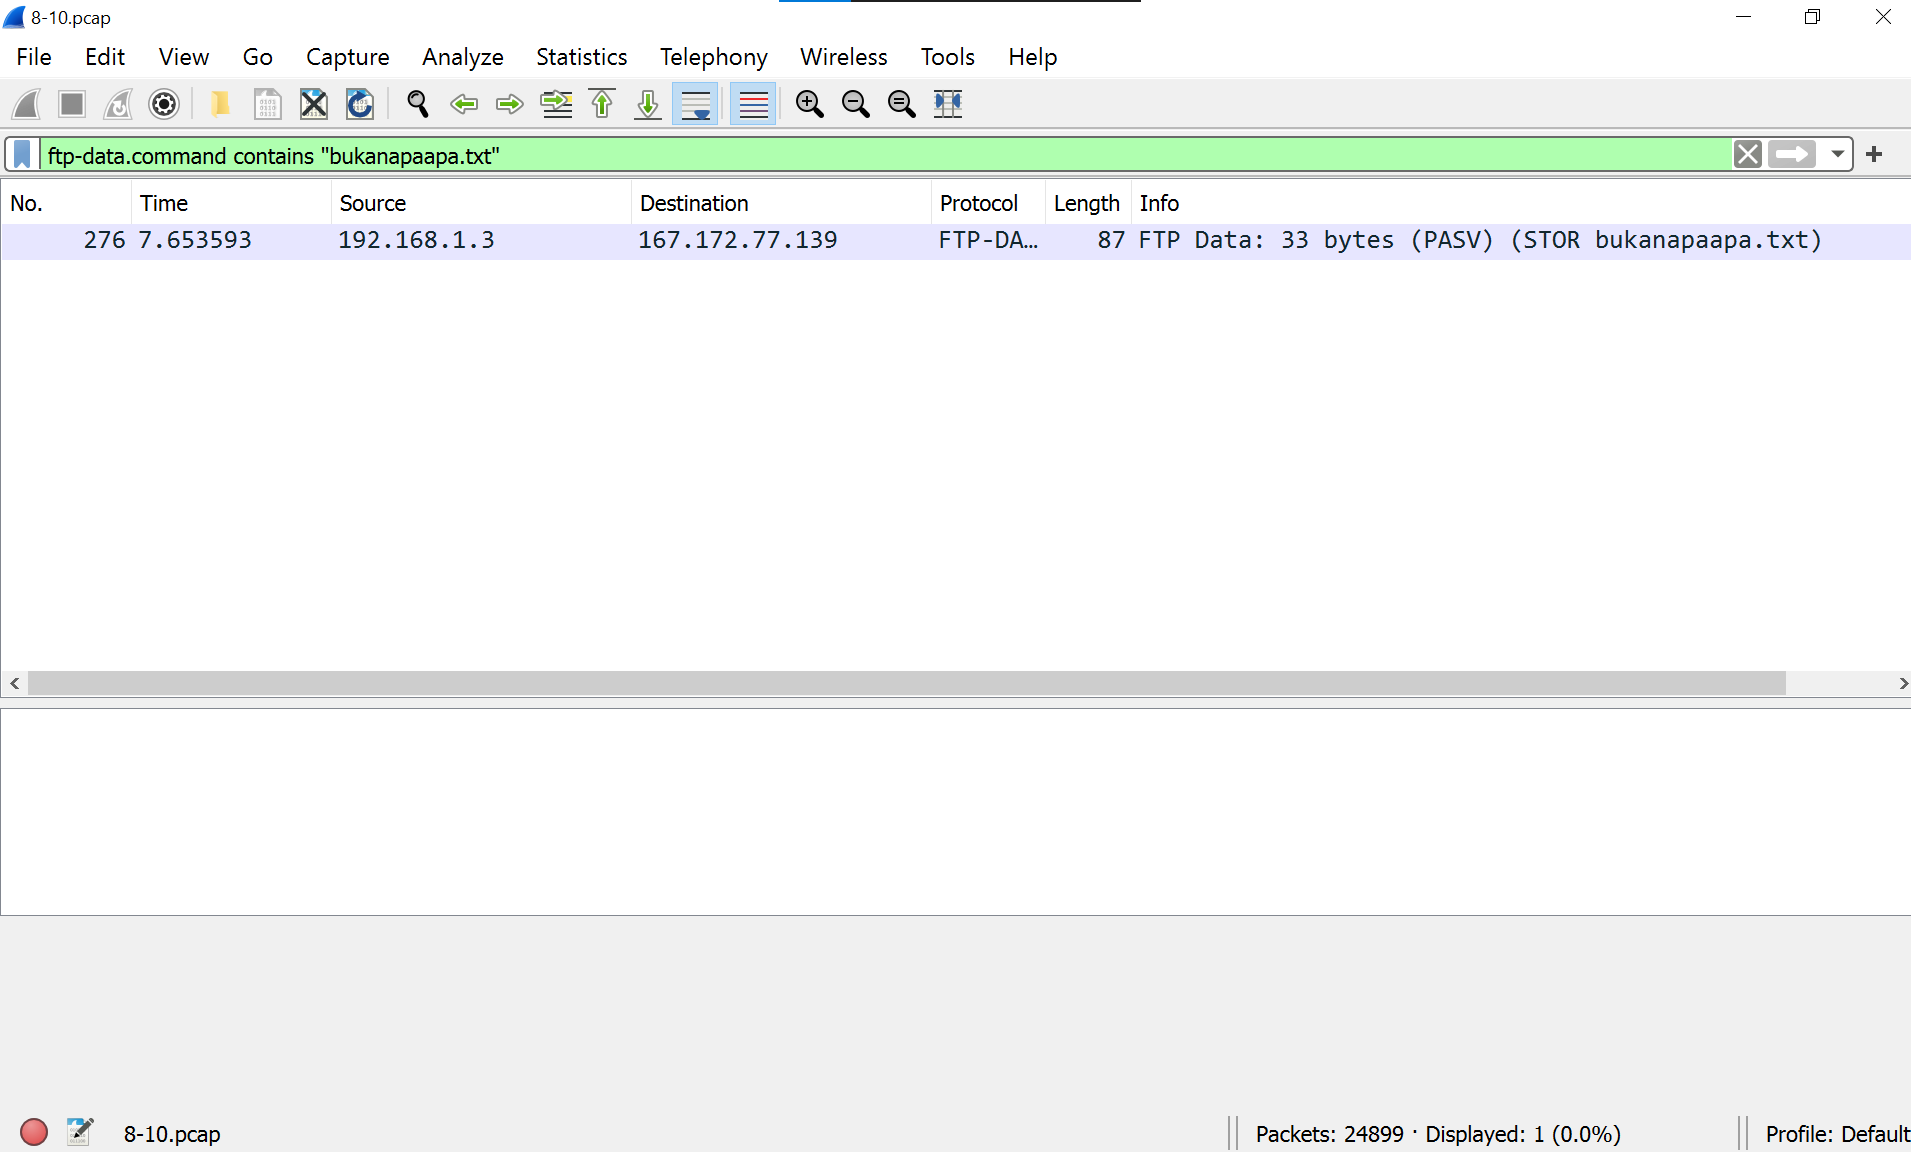 8-10.pcap
File Edit View Go Capture Analyze Statistics Telephony Wireless Tools Help
ftp-data.command contains "bukanapaapa.txt"
No. Time Source Destination Protocol Length Info
276 7.653593 192.168.1.3 167.172.77.139 FTP-DA… 87 FTP Data: 33 bytes (PASV) (STOR bukanapaapa.txt)
8-10.pcap Packets: 24899 · Displayed: 1 (0.0%) Profile: Default